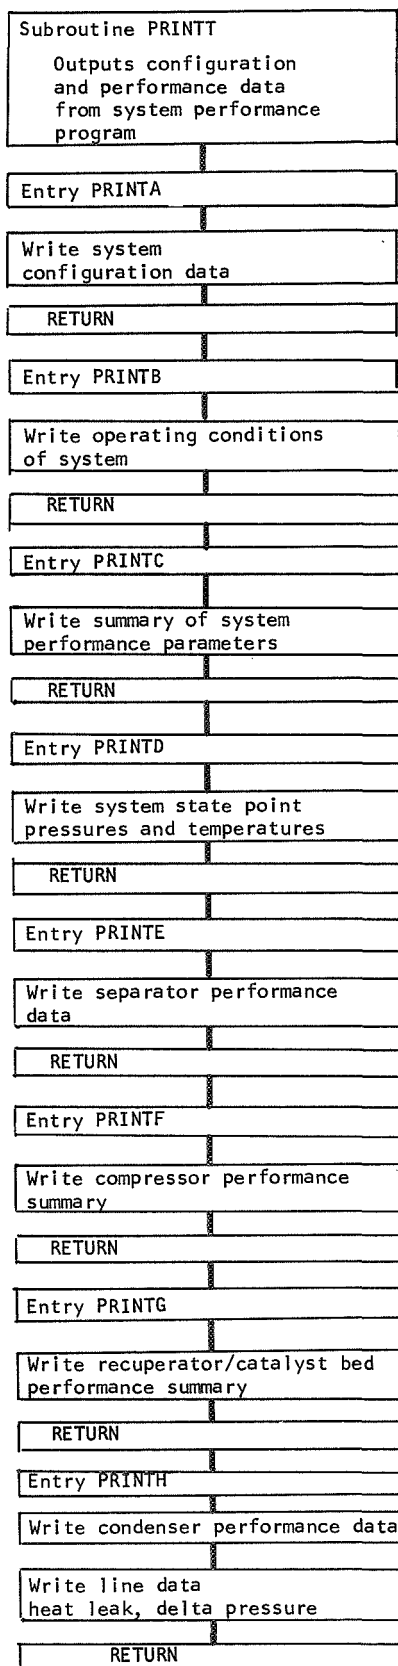 Subroutine PRINTT
Outputs configuration
and performance data
from system performance
program
Entry PRINTA
Write system
configuration data
RETURN
Entry PRINTB
Write operating conditions
of system
RETURN
Entry PRINTC
Write summary of system
performance parameters
RETURN
Entry PRINTD
Write system state point
pressures and temperatures
RETURN
Entry PRINTE
Write separator performance
data
RETURN
Entry PRINTF
Write compressor performance
summary
RETURN
Entry PRINTG
Write recuperator/catalyst bed
performance summary
RETURN
Entry PRINTH
Write condenser performance data
Write line data
heat leak, delta pressure
RETURN